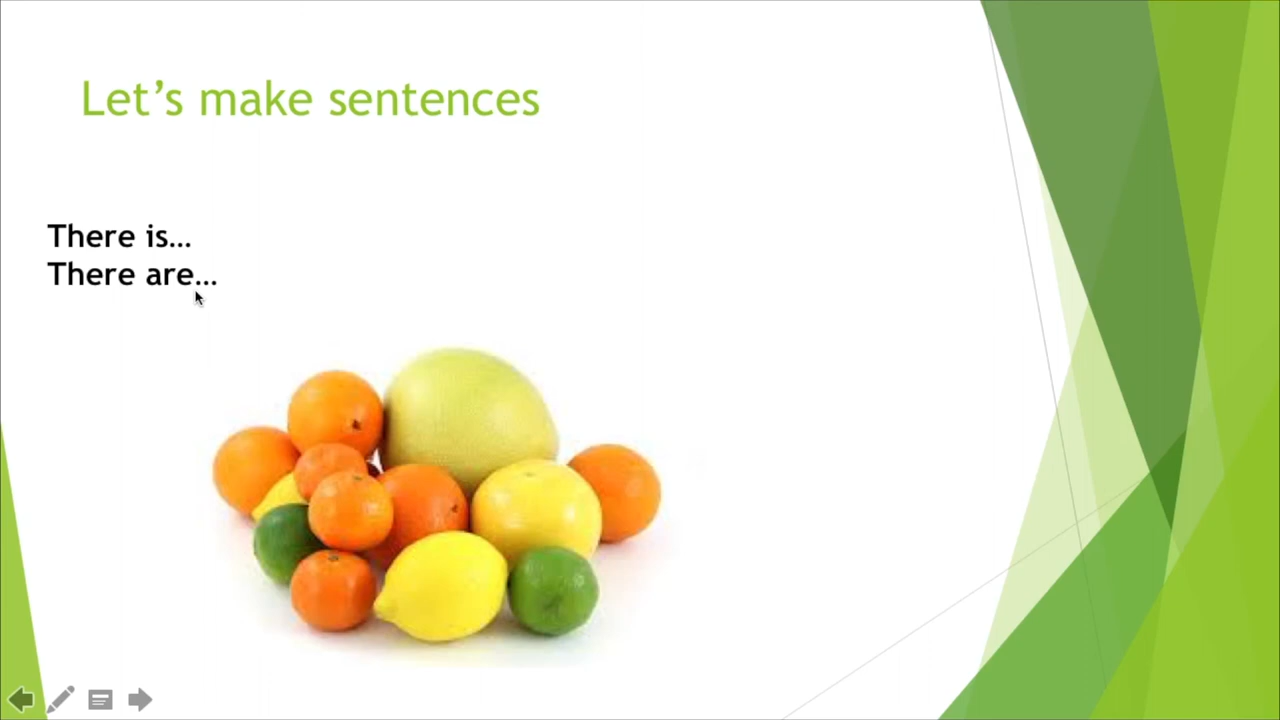 Let’s make sentences
There is...
There are...